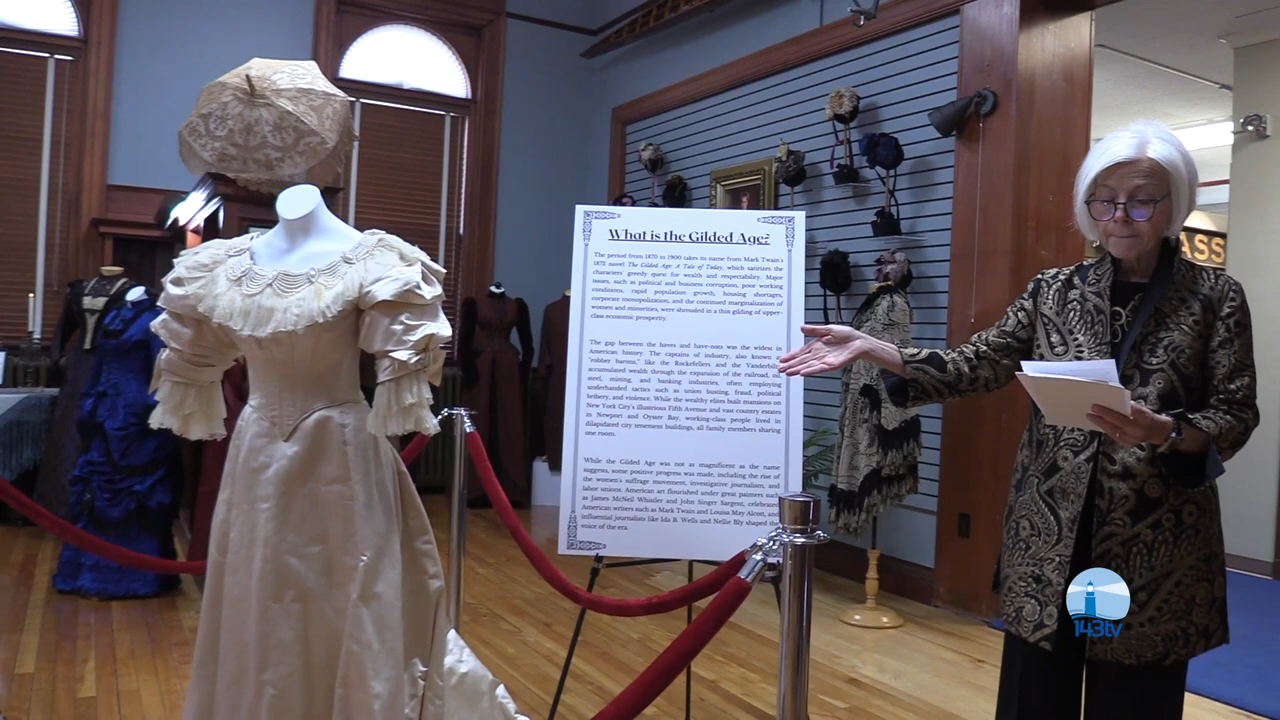 What is the Gilded Age?
The period from 1870 to 1900 takes its name from Mark Twain's
1872 novel The Gilded Age: A Tale of Today, which satirizes the
characters' greedy quest for wealth and respectability. Major
issues, such as political and business corruption, poor working
conditions, rapid population growth, housing shortages,
corporate monopolization, and the continued marginalization of
women and minorities, were shrouded in a thin gilding of upper-
class economic prosperity.
The gap between the haves and have-nots was the widest in
American history. The captains of industry, also known as
"robber barons," like the Rockefellers and the Vanderbilts
accumulated wealth through the expansion of the railroad, oil,
steel, mining, and banking industries, often employing
underhanded tactics such as union busting, fraud, political
bribery, and violence. While the wealthy elites built mansions on
New York City's illustrious Fifth Avenue and vast country estates
in Newport and Oyster Bay, working-class people lived in
dilapidated city tenement buildings, all family members sharing
one room.
While the Gilded Age was not as magnificent as the name
suggests, some positive progress was made, including the rise of
the women's suffrage movement, investigative journalism, and
labor unions. American art flourished under great painters such
as James McNeil Whistler and John Singer Sargent, celebrated
American writers such as Mark Twain and Louisa May Alcott, and
influential journalists like Ida B. Wells and Nellie Bly shaped the
voice of the era.
ASS
143tv